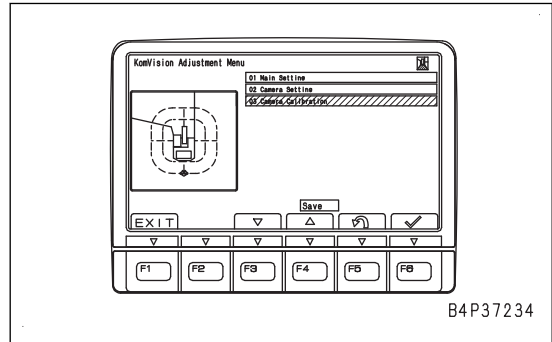 KomVision Adjustment Menu
01 Main Setting
02 Camera Setting
03 Camera Calibration
Save
EXIT
F1 F2 F3 F4 F5 F6
B4P37234